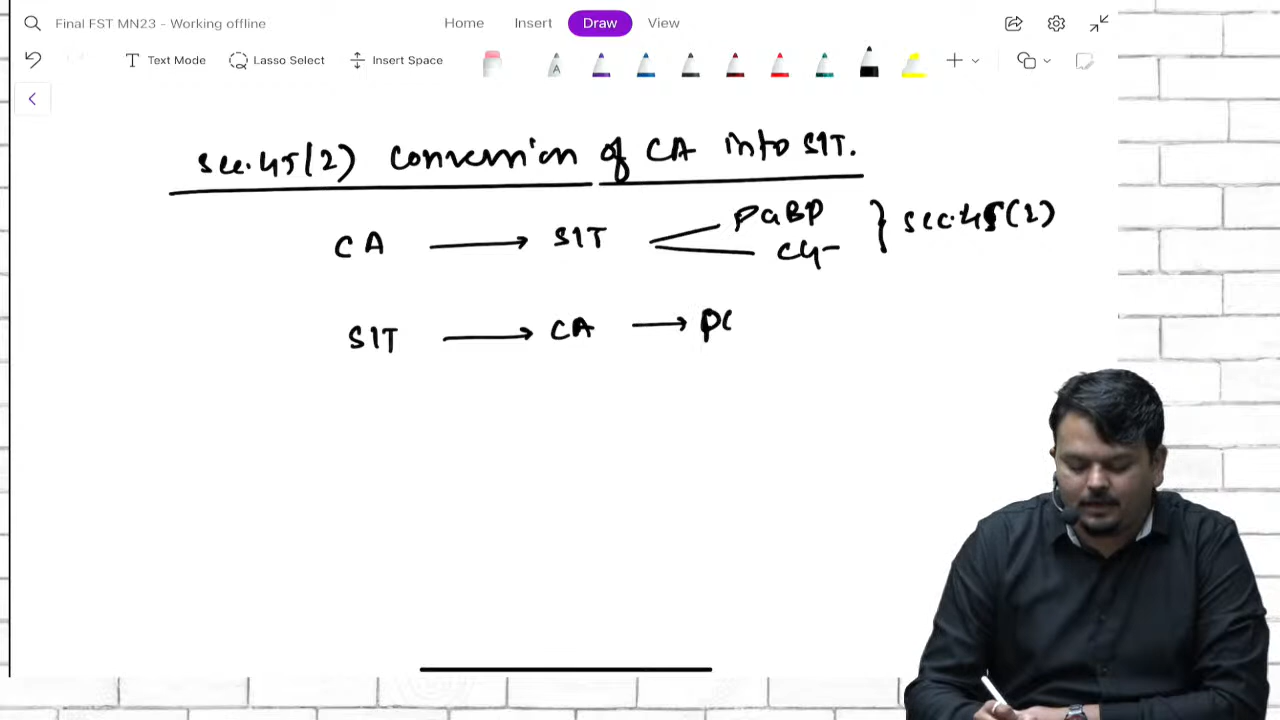 Final FST MN23 - Working offline
Home Insert Draw View
Text Mode Lasso Select Insert Space
A
Sec.45(2) Conversion of CA into SIT.
CA → SIT PGBP } Sec.45(2)
CG
SIT → CA → PG